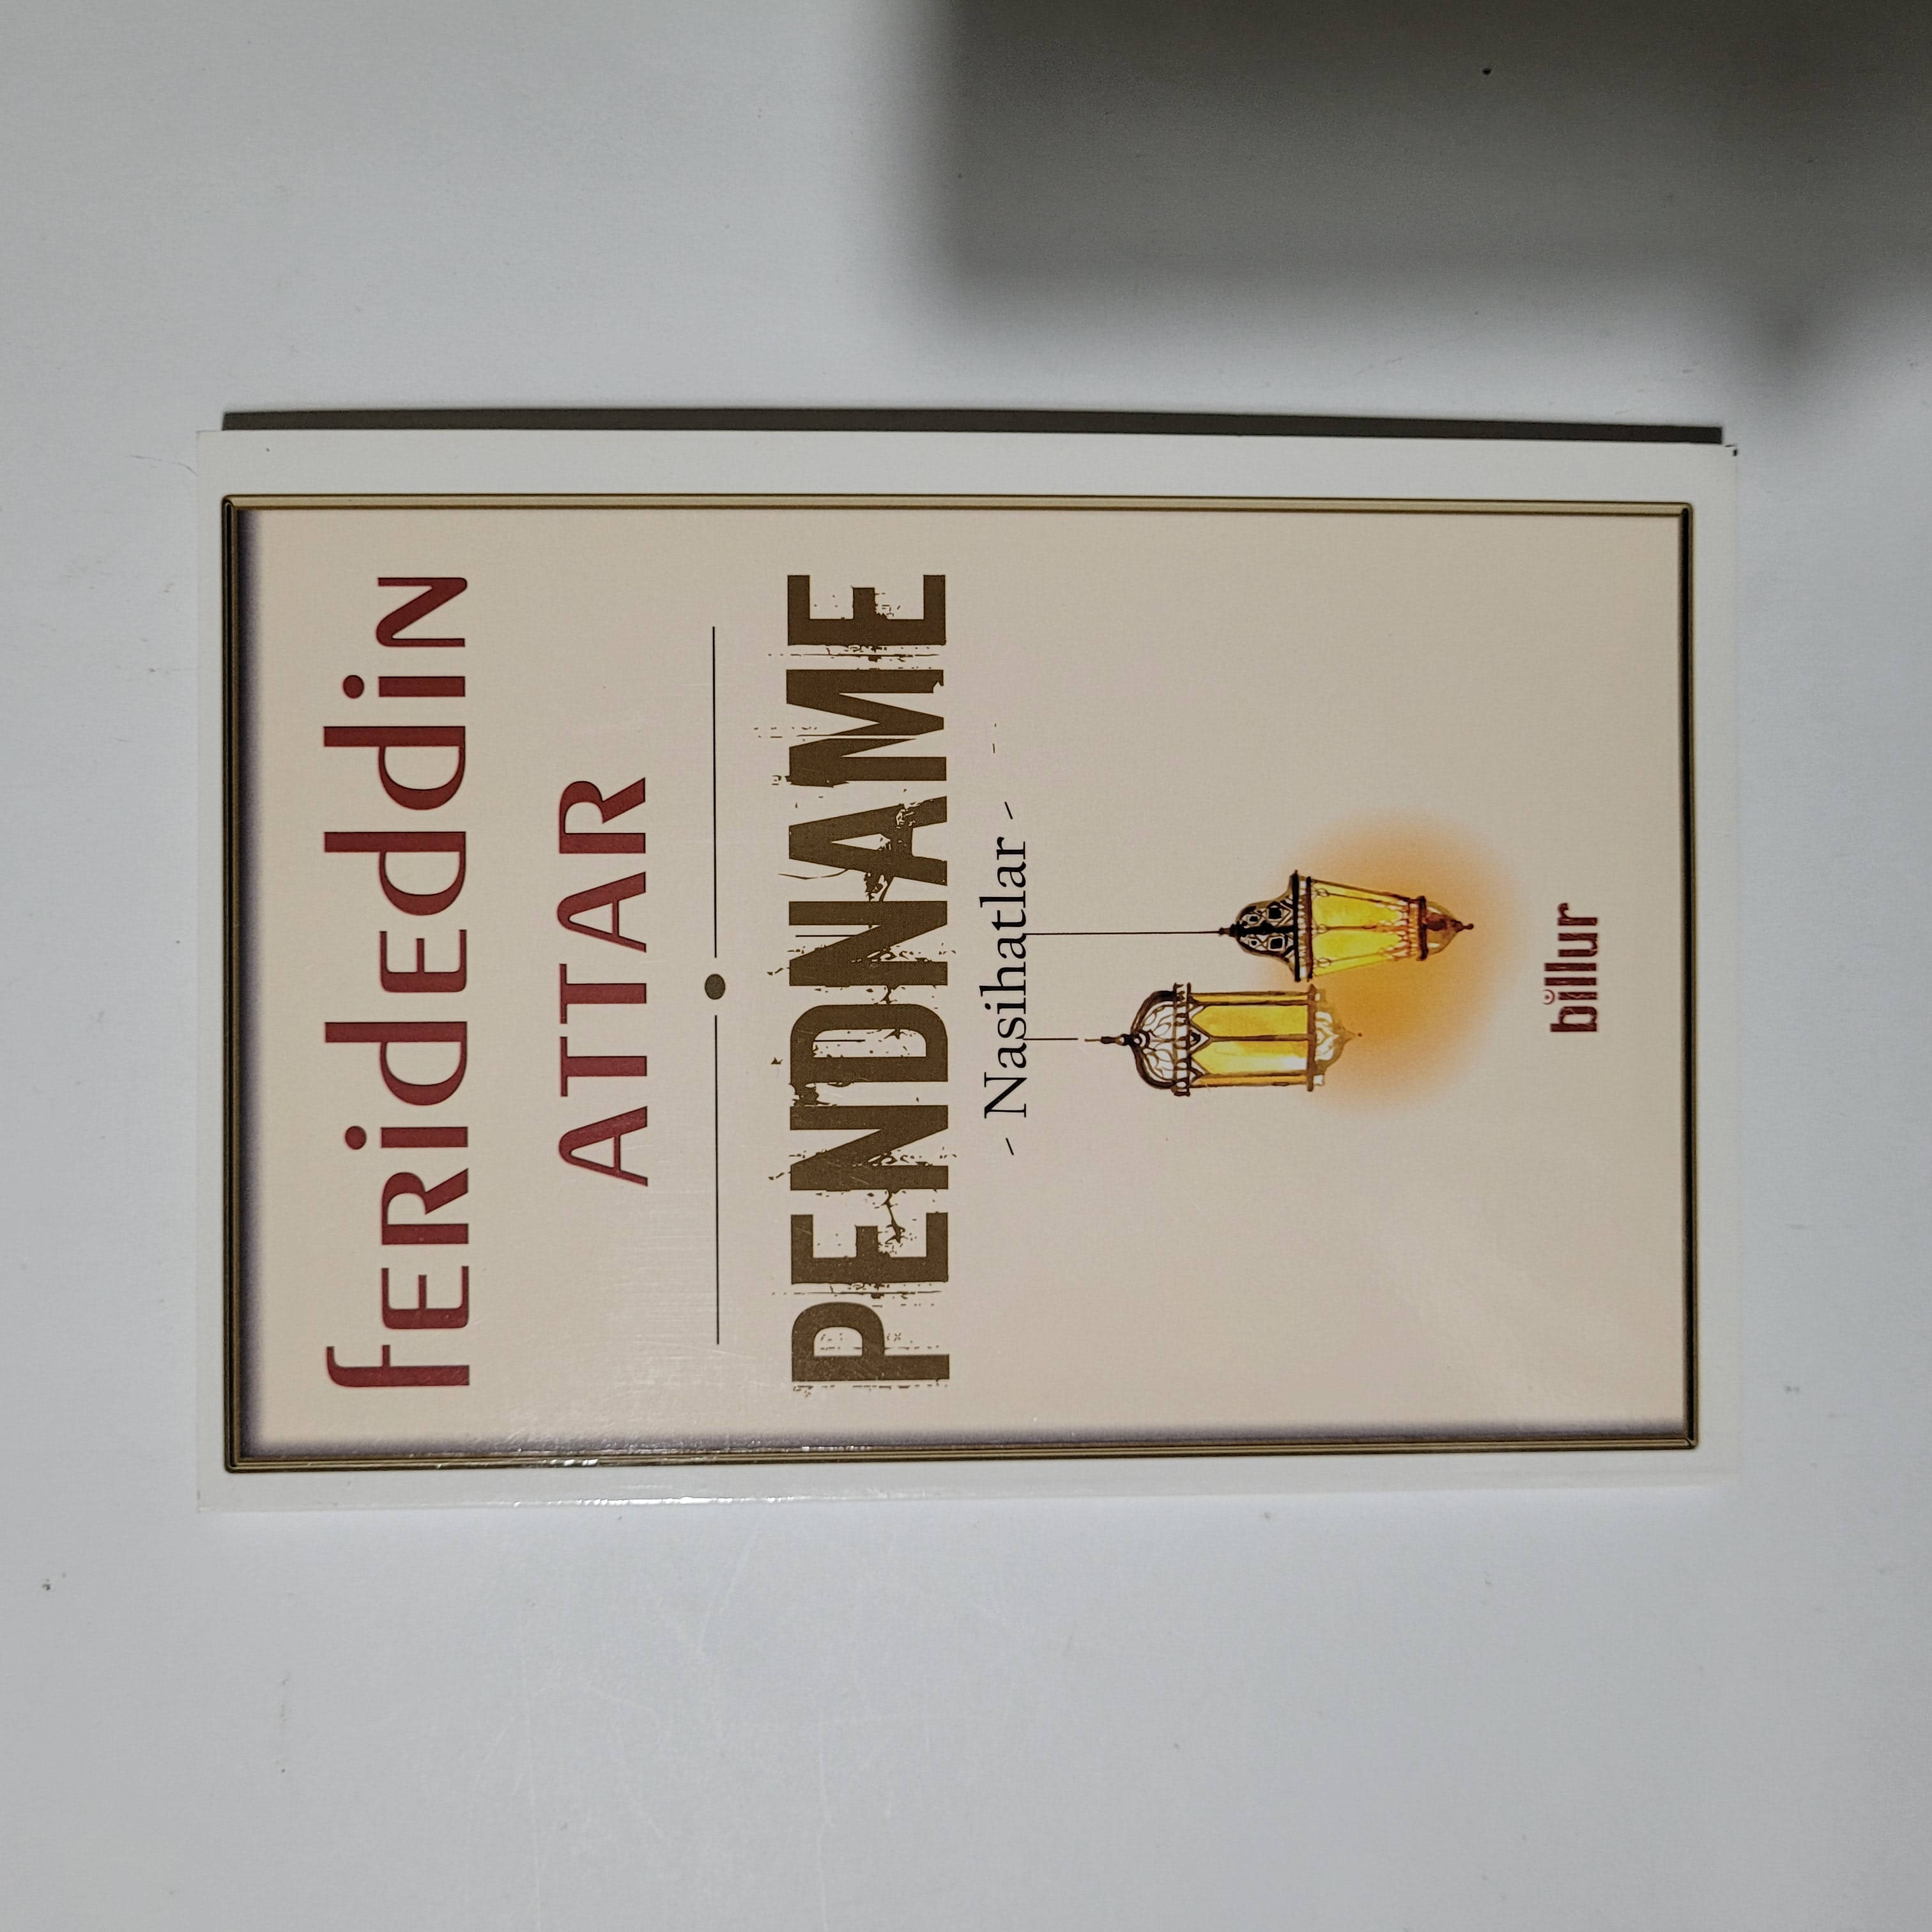 FERidEddiN
ATTAR
PENDNAME
- Nasihatlar -
billur